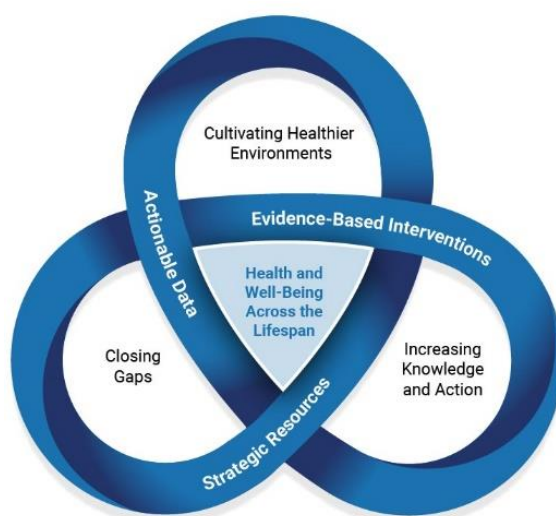 Cultivating Healthier
Environments
Actionable Data
Evidence-Based Interventions
Health and
Well-Being
Across the
Lifespan
Closing
Gaps
Increasing
Knowledge
and Action
Strategic Resources